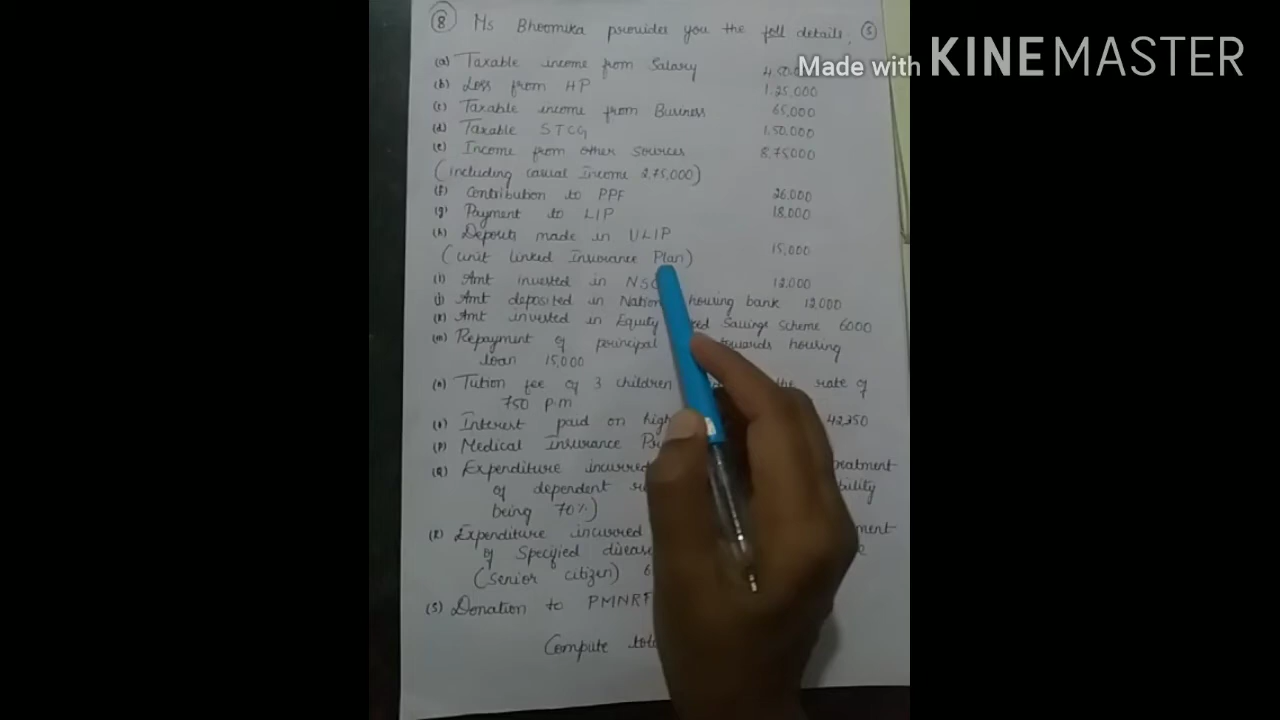 ⑧ Ms Bhoomika provides you the foll details. ⑤
Made with KINEMASTER
(a) Taxable income from Salary
(b) Loss from HP 1,25,000
(c) Taxable income from Business 65,000
(d) Taxable STCG 1,50,000
(e) Income from other sources 8,75,000
(including casual Income 2,75,000)
(f) Contribution to PPF 26,000
(g) Payment to LIP 18,000
(h) Deposits made in ULIP
(unit linked Insurance Plan) 15,000
(i) Amt invested in 12,000
(j) Amt deposited in housing bank 12,000
(k) Amt invested in Equity Savings Scheme 6000
(m) Repayment of principal towards housing
loan 15,000
(n) Tution fee of 3 children the rate of
750 p.m
(o) Interest paid on 42,350
(p) Medical Insurance
(q) Expenditure incurred
of dependent
being 70%)
(r) Expenditure incurred
of Specified
(senior citizen)
(s) Donation to PMNRF
Compute